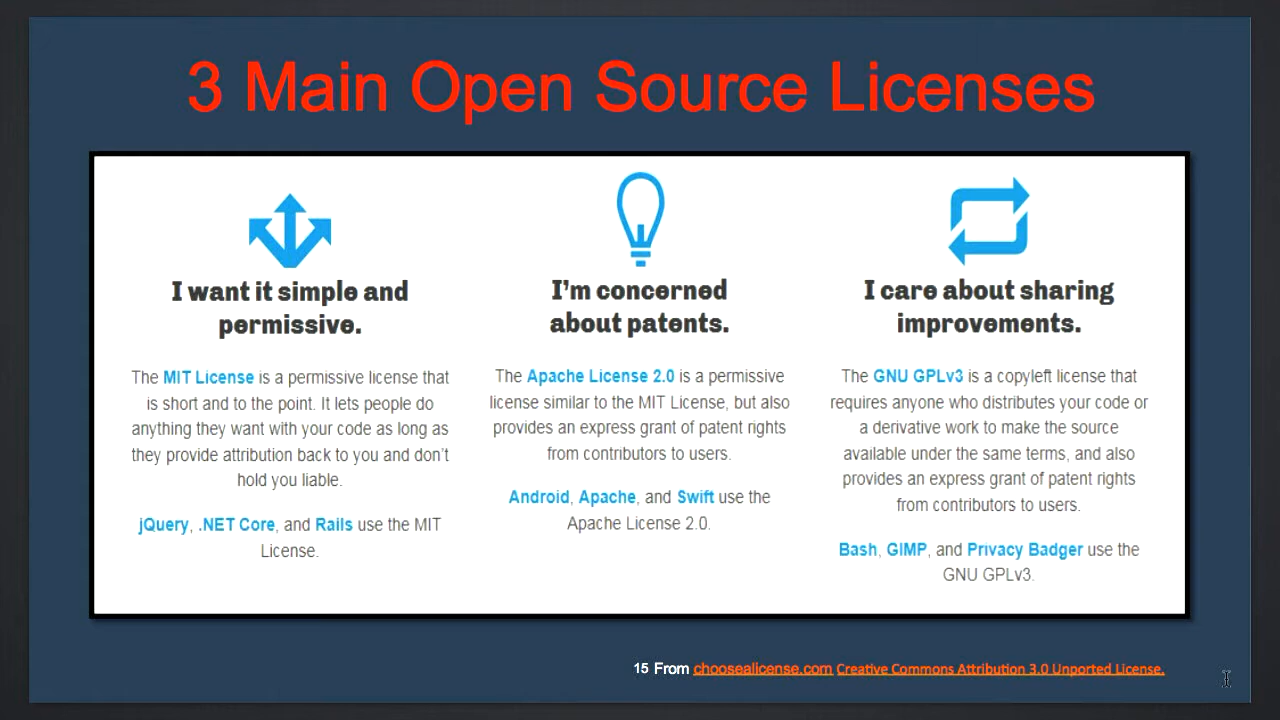 3 Main Open Source Licenses
I want it simple and
permissive.
The MIT License is a permissive license that
is short and to the point. It lets people do
anything they want with your code as long as
they provide attribution back to you and don't
hold you liable.
jQuery, .NET Core, and Rails use the MIT
License.
I'm concerned
about patents.
The Apache License 2.0 is a permissive
license similar to the MIT License, but also
provides an express grant of patent rights
from contributors to users.
Android, Apache, and Swift use the
Apache License 2.0.
I care about sharing
improvements.
The GNU GPLv3 is a copyleft license that
requires anyone who distributes your code or
a derivative work to make the source
available under the same terms, and also
provides an express grant of patent rights
from contributors to users.
Bash, GIMP, and Privacy Badger use the
GNU GPLv3.
15 From choosealicense.com Creative Commons Attribution 3.0 Unported License.